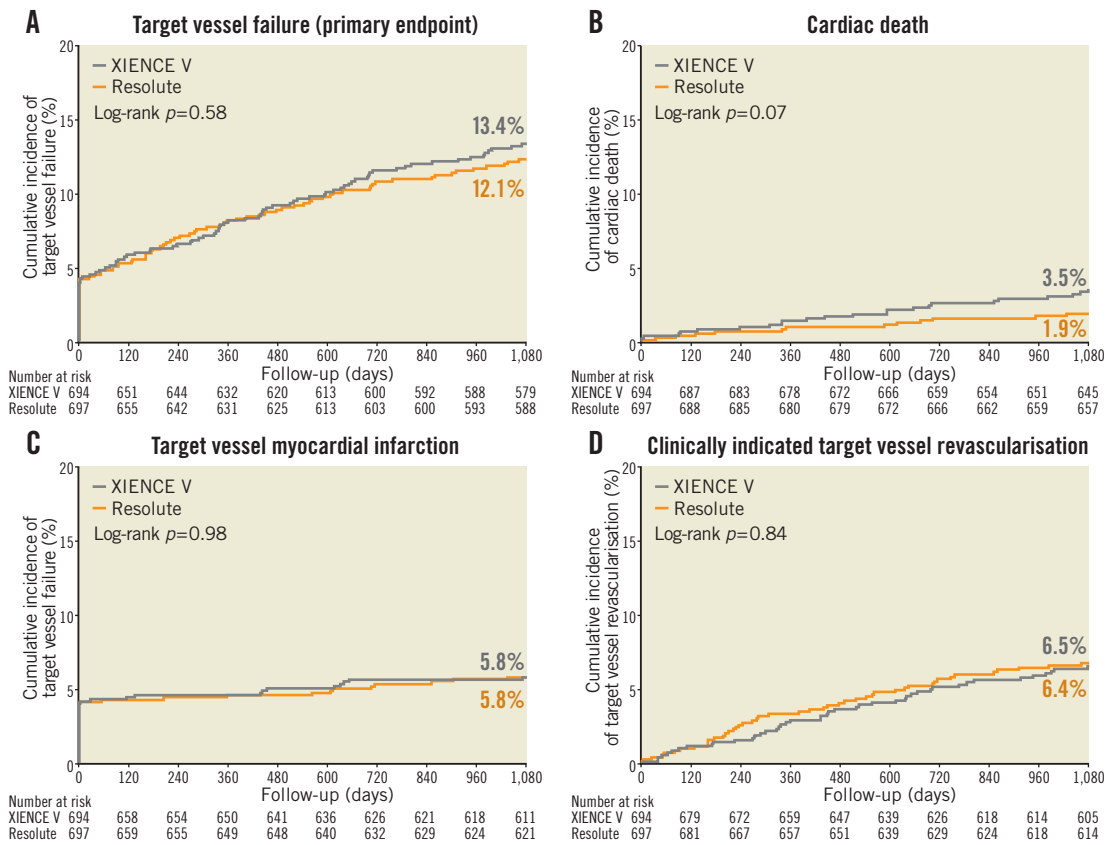 A Target vessel failure (primary endpoint)
Cumulative incidence of
target vessel failure (%)
20
15
10
5
0
XIENCE V
Resolute
Log-rank p=0.58
13.4%
12.1%
0 120 240 360 480 600 720 840 960 1,080
Follow-up (days)
Number at risk
XIENCE V 694 651 644 632 620 613 600 592 588 579
Resolute 697 655 642 631 625 613 603 600 593 588
B Cardiac death
Cumulative incidence
of cardiac death (%)
20
15
10
5
0
XIENCE V
Resolute
Log-rank p=0.07
3.5%
1.9%
0 120 240 360 480 600 720 840 960 1,080
Follow-up (days)
Number at risk
XIENCE V 694 687 683 678 672 666 659 654 651 645
Resolute 697 688 685 680 679 672 666 662 659 657
C Target vessel myocardial infarction
Cumulative incidence of
target vessel failure (%)
20
15
10
5
0
XIENCE V
Resolute
Log-rank p=0.98
5.8%
5.8%
0 120 240 360 480 600 720 840 960 1,080
Follow-up (days)
Number at risk
XIENCE V 694 658 654 650 641 636 626 621 618 611
Resolute 697 659 655 649 648 640 632 629 624 621
D Clinically indicated target vessel revascularisation
Cumulative incidence
of target vessel revascularisation (%)
20
15
10
5
0
XIENCE V
Resolute
Log-rank p=0.84
6.5%
6.4%
0 120 240 360 480 600 720 840 960 1,080
Follow-up (days)
Number at risk
XIENCE V 694 679 672 659 647 639 626 618 614 605
Resolute 697 681 667 657 651 639 629 624 618 614